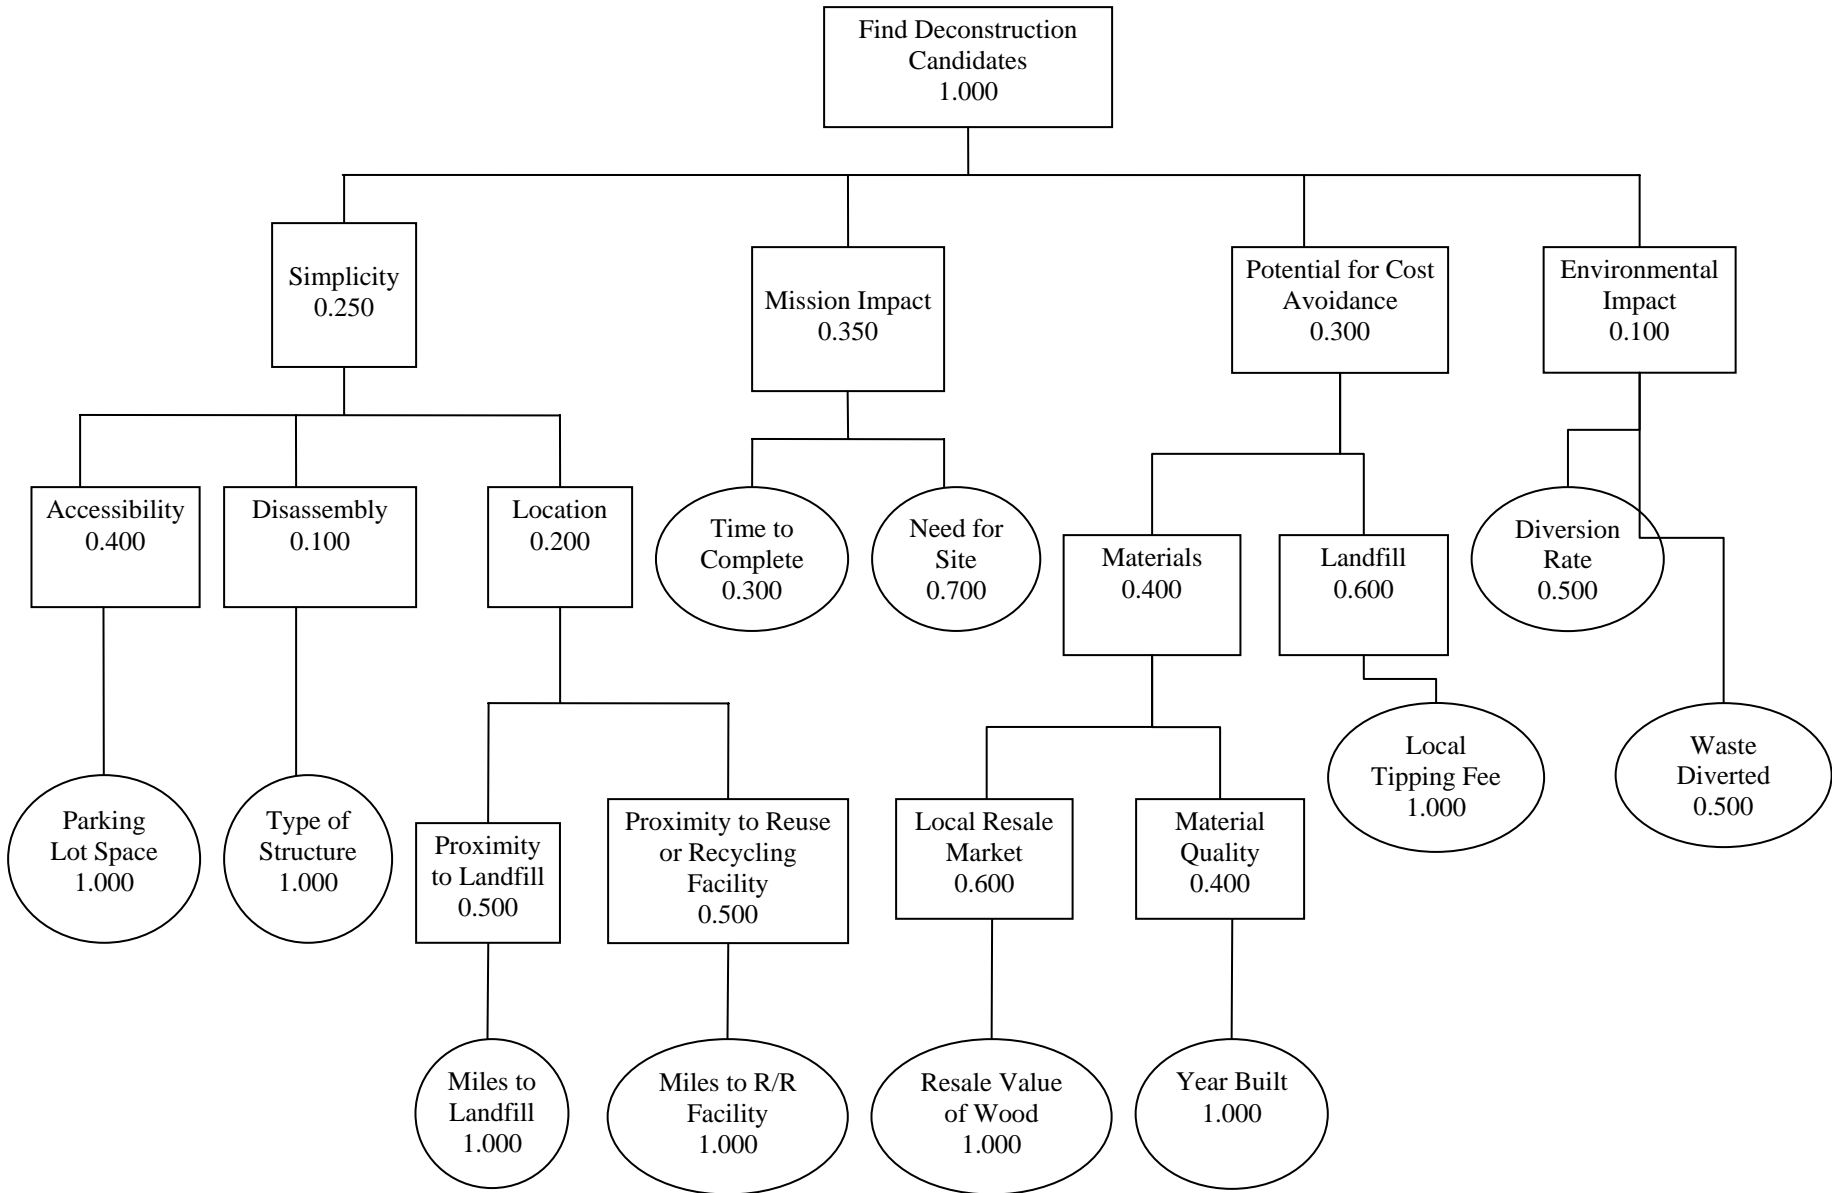 Find Deconstruction
Candidates
1.000
Simplicity
0.250
Mission Impact
0.350
Potential for Cost
Avoidance
0.300
Environmental
Impact
0.100
Accessibility
0.400
Disassembly
0.100
Location
0.200
Time to
Complete
0.300
Need for
Site
0.700
Materials
0.400
Landfill
0.600
Diversion
Rate
0.500
Parking
Lot Space
1.000
Type of
Structure
1.000
Proximity
to Landfill
0.500
Proximity to Reuse
or Recycling
Facility
0.500
Local Resale
Market
0.600
Material
Quality
0.400
Local
Tipping Fee
1.000
Waste
Diverted
0.500
Miles to
Landfill
1.000
Miles to R/R
Facility
1.000
Resale Value
of Wood
1.000
Year Built
1.000